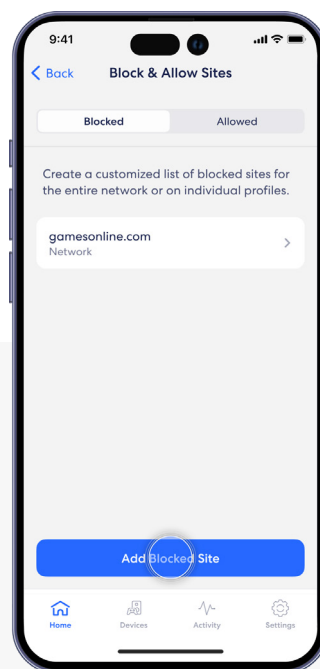 9:41
Back
Block & Allow Sites
Blocked
Allowed
Create a customized list of blocked sites for
the entire network or on individual profiles.
gamesonline.com
Network
Add Blocked Site
Home
Devices
Activity
Settings